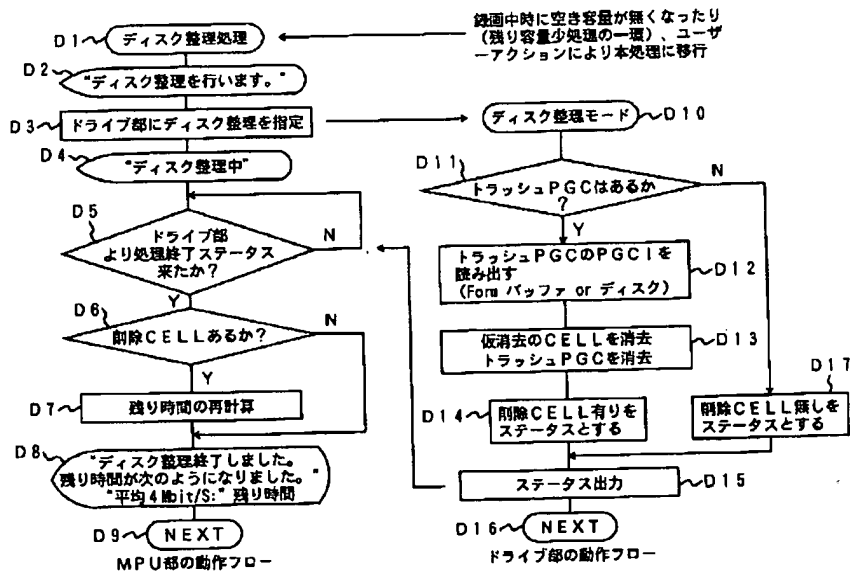 録画中時に空き容量が無くなったり
（残り容量少処理の一環）、ユーザ
ーアクションにより本処理に移行
D1
ディスク整理処理
D2
"ディスク整理を行います。"
D3
ドライブ部にディスク整理を指定
D4
"ディスク整理中"
D5
ドライブ部
より処理終了ステータス
来たか？
N
Y
D6
削除CELLあるか？
N
Y
D7
残り時間の再計算
D8
"ディスク整理終了しました。
残り時間が次のようになりました。"
"平均4Mbit/S:"残り時間
D9
NEXT
MPU部の動作フロー
ディスク整理モード
D10
D11
トラッシュPGCはあるか
？
N
Y
トラッシュPGCのPGCIを
読み出す
(Form バッファ or ディスク)
D12
仮消去のCELLを消去
トラッシュPGCを消去
D13
D14
削除CELL有りを
ステータスとする
D17
削除CELL無しを
ステータスとする
ステータス出力
D15
D16
NEXT
ドライブ部の動作フロー